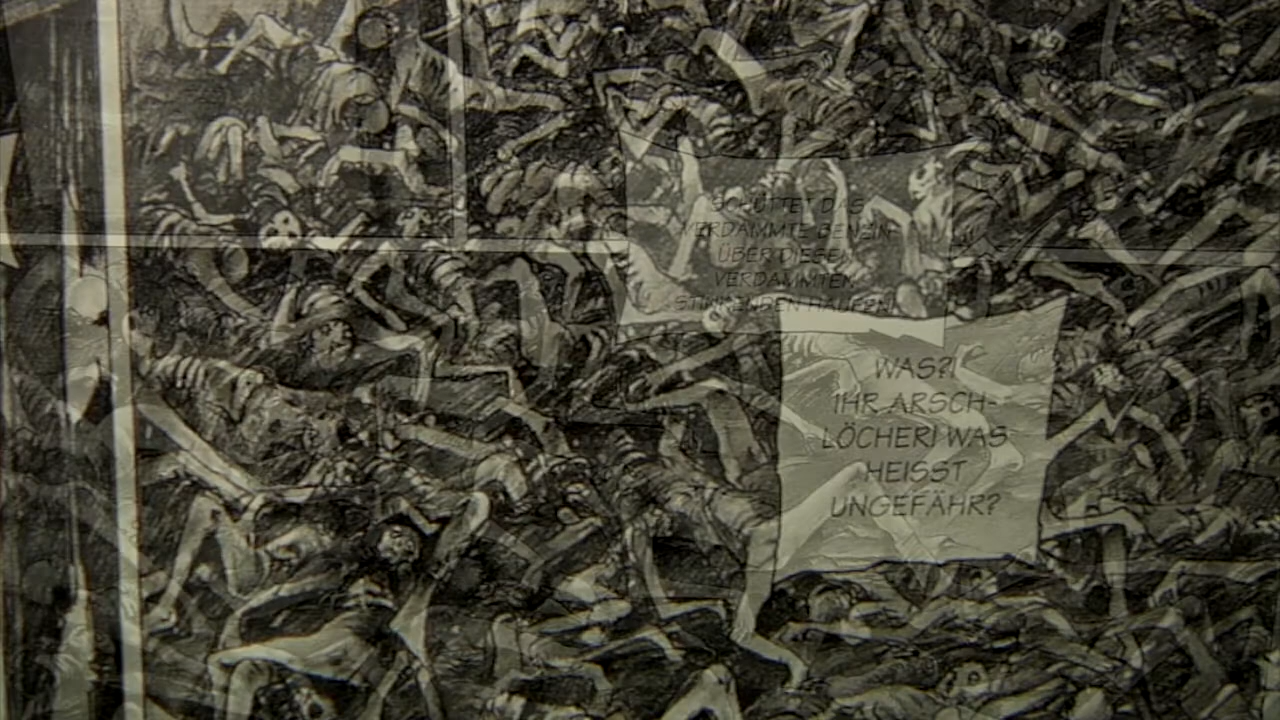 SCHÜTTET DAS
VERDAMMTE BENZIN
ÜBER DIESEN
VERDAMMTEN
STINKENDEN HAUFEN!
WAS?!
IHR ARSCH-
LÖCHER! WAS
HEISST
UNGEFÄHR?